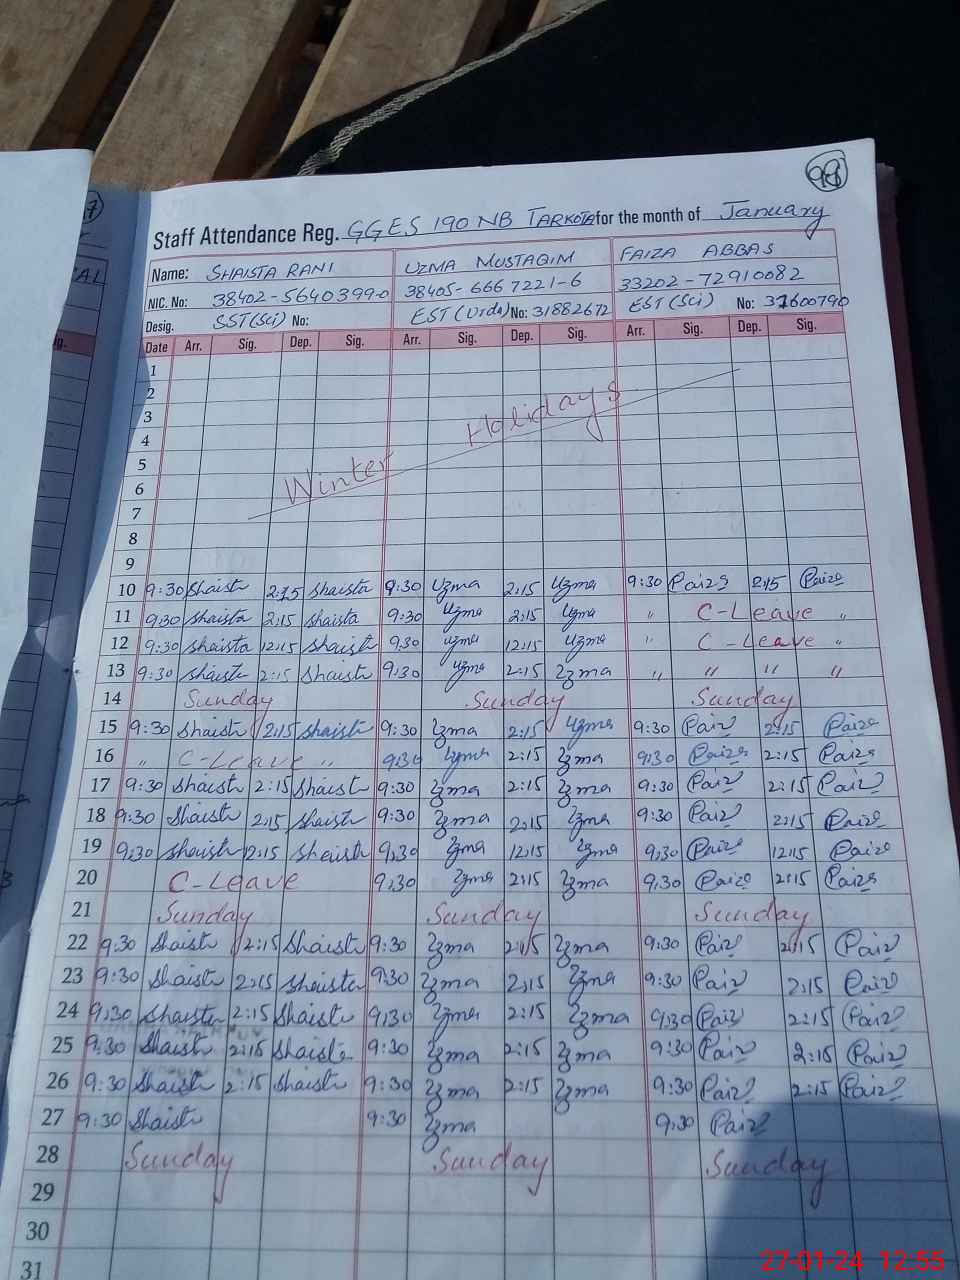 98
Staff Attendance Reg. GGES 190 NB TARKOTA for the month of January
Name: SHAISTA RANI UZMA MUSTAQIM FAIZA ABBAS
NIC. No: 38402-5640399-0 38405-6667221-6 33202-72910082
Desig. SST(Sci) No: EST(Urdu) No: 31882672 EST(Sci) No: 31600790
Date Arr. Sig. Dep. Sig. Arr. Sig. Dep. Sig. Arr. Sig. Dep. Sig.
1
2
3
4
Winter Holidays
5
6
7
8
9
10 9:30 Shaista 2:15 Shaista 9:30 Uzma 2:15 Uzma 9:30 Faiza 2:15 Faiza
11 9:30 Shaista 2:15 Shaista 9:30 Uzma 2:15 Uzma " C-Leave "
12 9:30 Shaista 12:15 Shaista 9:30 Uzma 12:15 Uzma " C-Leave "
13 9:30 Shaista 2:15 Shaista 9:30 Uzma 2:15 Uzma " " " "
14 Sunday Sunday Sunday
15 9:30 Shaista 2:15 Shaista 9:30 Uzma 2:15 Uzma 9:30 Faiza 2:15 Faiza
16 " C-Leave " 9:30 Uzma 2:15 Uzma 9:30 Faiza 2:15 Faiza
17 9:30 Shaista 2:15 Shaista 9:30 Uzma 2:15 Uzma 9:30 Faiza 2:15 Faiza
18 9:30 Shaista 2:15 Shaista 9:30 Uzma 2:15 Uzma 9:30 Faiza 2:15 Faiza
19 9:30 Shaista 12:15 Shaista 9:30 Uzma 12:15 Uzma 9:30 Faiza 12:15 Faiza
20 C-Leave 9:30 Uzma 2:15 Uzma 9:30 Faiza 2:15 Faiza
21 Sunday Sunday Sunday
22 9:30 Shaista 2:15 Shaista 9:30 Uzma 2:15 Uzma 9:30 Faiza 2:15 Faiza
23 9:30 Shaista 2:15 Shaista 9:30 Uzma 2:15 Uzma 9:30 Faiza 2:15 Faiza
24 9:30 Shaista 2:15 Shaista 9:30 Uzma 2:15 Uzma 9:30 Faiza 2:15 Faiza
25 9:30 Shaista 2:15 Shaista 9:30 Uzma 2:15 Uzma 9:30 Faiza 2:15 Faiza
26 9:30 Shaista 2:15 Shaista 9:30 Uzma 2:15 Uzma 9:30 Faiza 2:15 Faiza
27 9:30 Shaista 9:30 Uzma 9:30 Faiza
28 Sunday Sunday Sunday
29
30
31
27-01-24 12:55